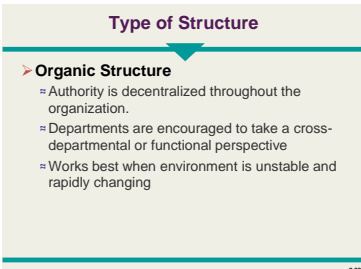 Type of Structure
Organic Structure
Authority is decentralized throughout the
organization.
Departments are encouraged to take a cross-
departmental or functional perspective
Works best when environment is unstable and
rapidly changing